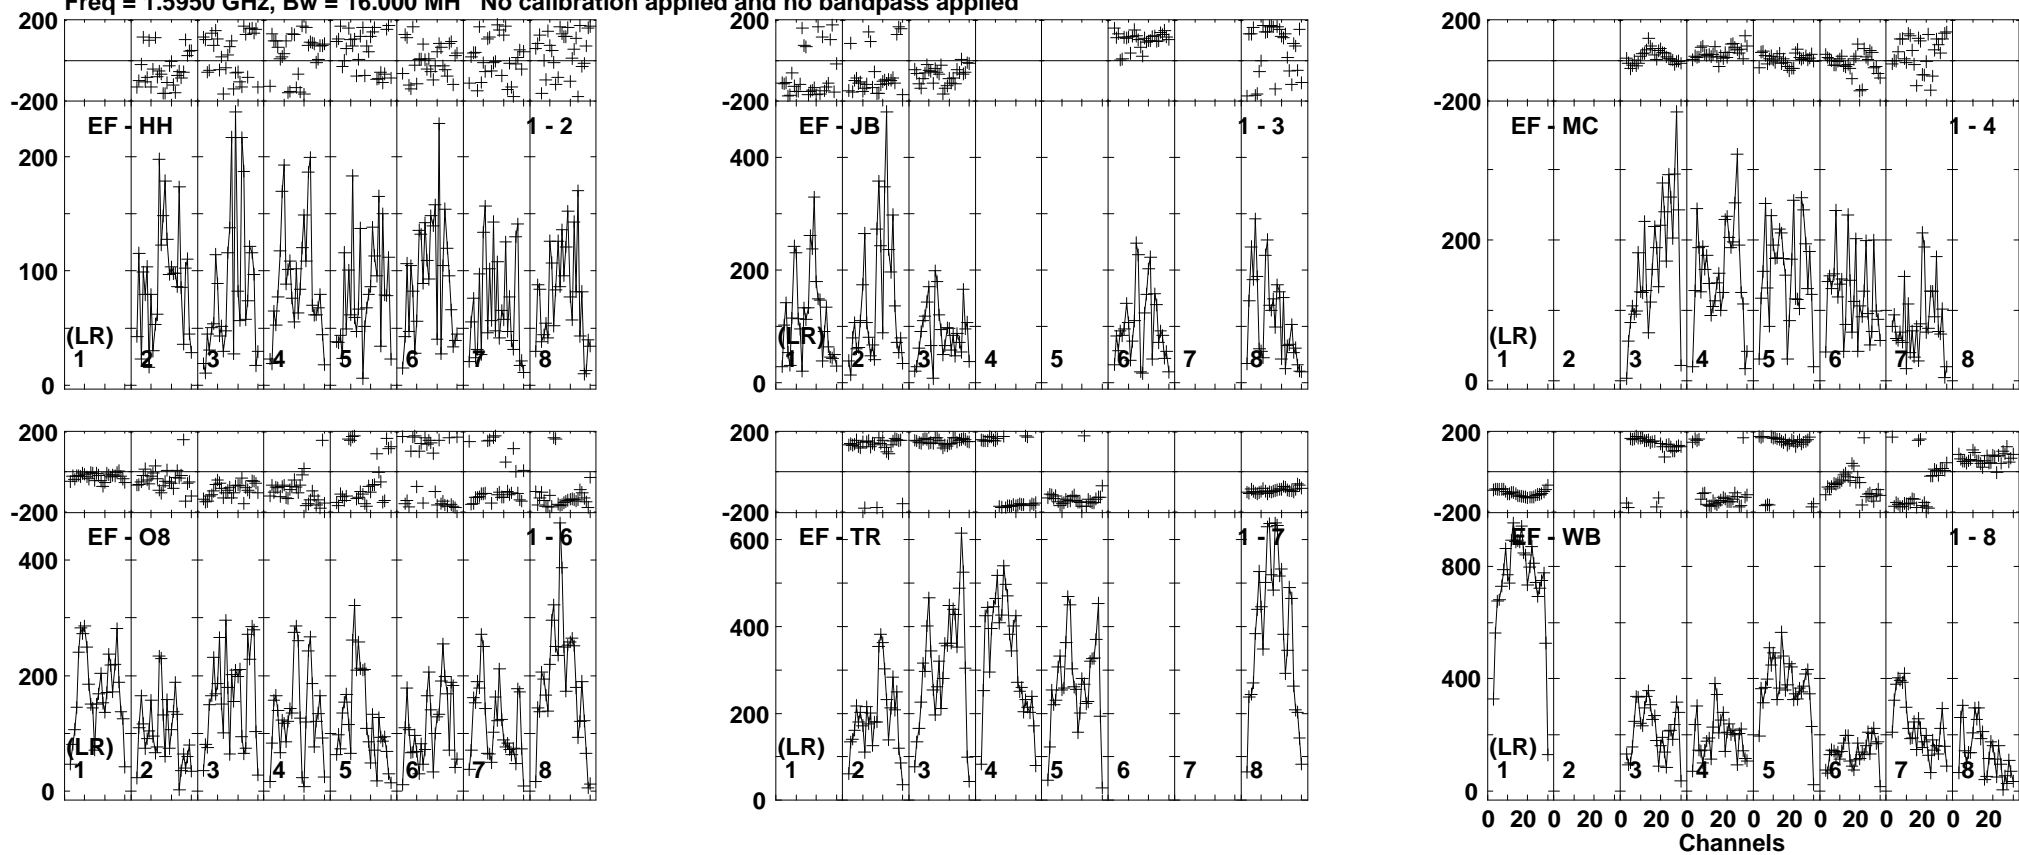 Freq = 1.5950 GHz, Bw = 16.000 MH No calibration applied and no bandpass applied
200
-200
EF - HH
1 - 2
200
100
0
(LR)
1 2 3 4 5 6 7 8
200
-200
EF - JB
1 - 3
400
200
0
(LR)
1 2 3 4 5 6 7 8
200
-200
EF - MC
1 - 4
200
0
(LR)
1 2 3 4 5 6 7 8
200
-200
EF - O8
1 - 6
400
200
0
(LR)
1 2 3 4 5 6 7 8
200
-200
EF - TR
1 - 7
600
400
200
0
(LR)
1 2 3 4 5 6 7 8
200
-200
EF - WB
1 - 8
800
400
0
(LR)
1 2 3 4 5 6 7 8
0 20 0 20 0 20 0 20 0 20 0 20 0 20 0 20
Channels